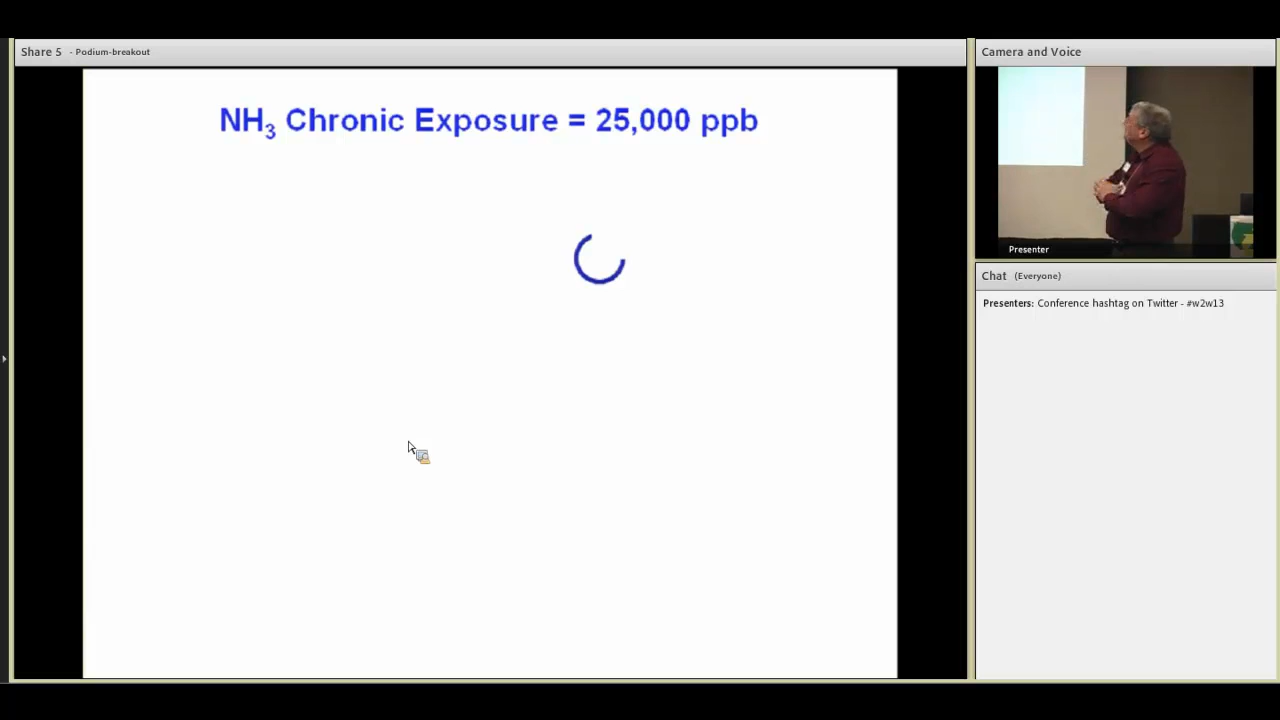 Share 5 - Podium-breakout
NH₃ Chronic Exposure = 25,000 ppb
Camera and Voice
Presenter
Chat (Everyone)
Presenters: Conference hashtag on Twitter - #w2w13